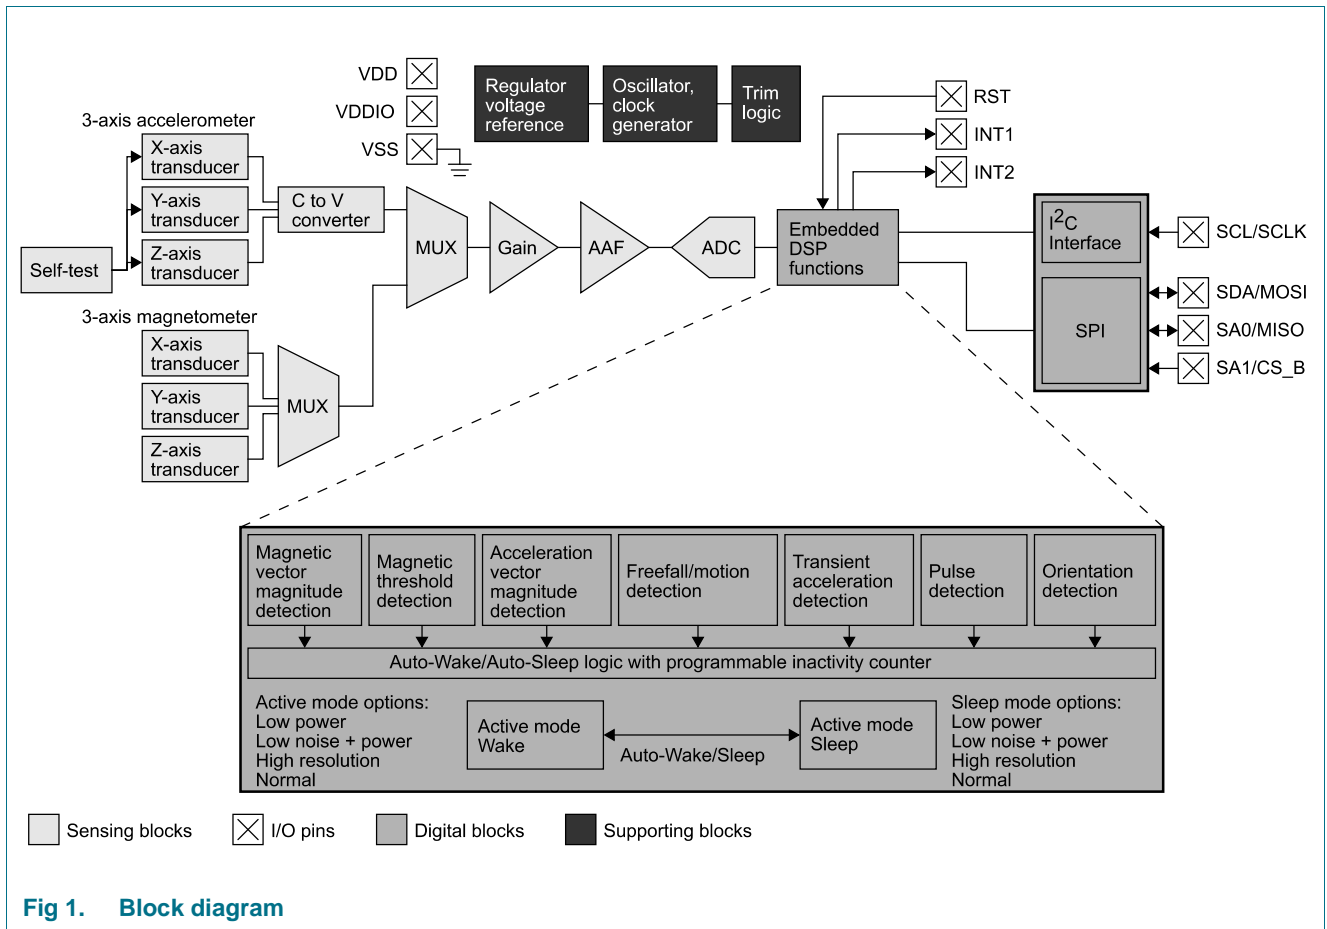 VDD
VDDIO
VSS
Regulator
voltage
reference
Oscillator,
clock
generator
Trim
logic
RST
INT1
INT2
3-axis accelerometer
X-axis
transducer
Y-axis
transducer
Z-axis
transducer
Self-test
C to V
converter
MUX
Gain
AAF
ADC
Embedded
DSP
functions
I2C
Interface
SPI
SCL/SCLK
SDA/MOSI
SA0/MISO
SA1/CS_B
3-axis magnetometer
X-axis
transducer
Y-axis
transducer
Z-axis
transducer
MUX
Magnetic
vector
magnitude
detection
Magnetic
threshold
detection
Acceleration
vector
magnitude
detection
Freefall/motion
detection
Transient
acceleration
detection
Pulse
detection
Orientation
detection
Auto-Wake/Auto-Sleep logic with programmable inactivity counter
Active mode options:
Low power
Low noise + power
High resolution
Normal
Active mode
Wake
Auto-Wake/Sleep
Active mode
Sleep
Sleep mode options:
Low power
Low noise + power
High resolution
Normal
Sensing blocks
I/O pins
Digital blocks
Supporting blocks
Fig 1. Block diagram